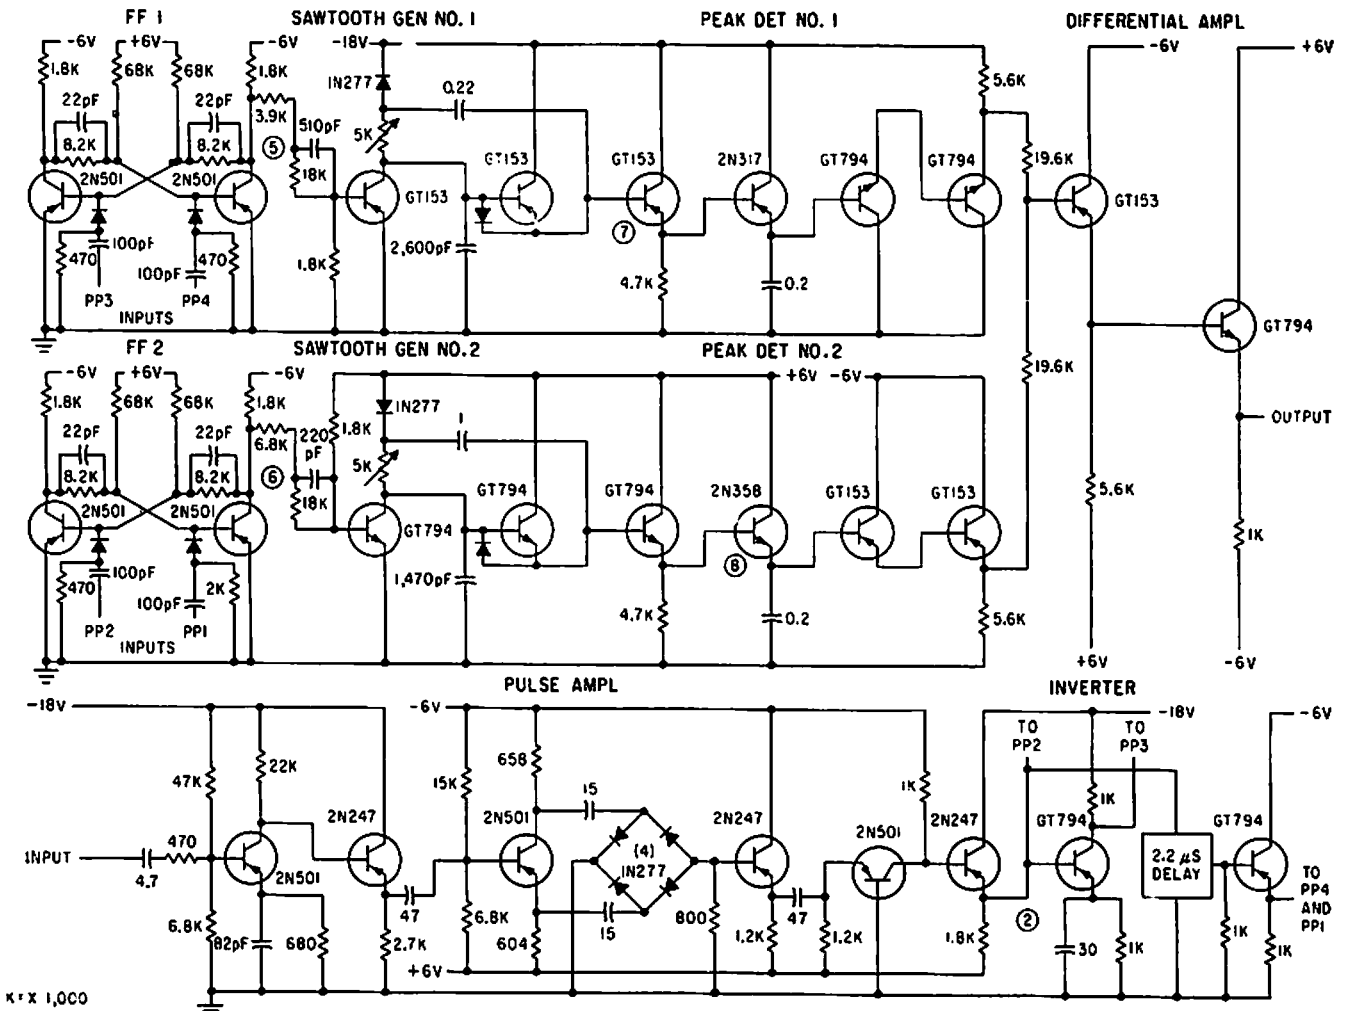 FF 1
SAWTOOTH GEN NO. 1
PEAK DET NO. 1
DIFFERENTIAL AMPL
-6V
+6V
-6V
-18V
-6V
+6V
1.8K
68K
68K
1.8K
1N277
0.22
5.6K
22pF
22pF
3.9K
510pF
5K
8.2K
8.2K
5
GT153
GT153
2N317
GT794
GT794
19.6K
2N501
2N501
18K
GT153
GT153
7
470
100pF
100pF
470
1.8K
2,600pF
4.7K
0.2
PP3
PP4
INPUTS
GT794
FF 2
SAWTOOTH GEN NO.2
PEAK DET NO.2
-6V
+6V
-6V
+6V
-6V
19.6K
1.8K
68K
68K
1.8K
1N277
OUTPUT
22pF
22pF
6.8K
220 pF
1.8K
1
5K
8.2K
8.2K
6
GT794
GT794
2N358
GT153
GT153
5.6K
2N501
2N501
18K
GT794
8
1K
470
100pF
100pF
2K
1,470pF
4.7K
0.2
5.6K
PP2
PP1
INPUTS
+6V
-6V
PULSE AMPL
INVERTER
-18V
-6V
-18V
-6V
TO PP2
TO PP3
47K
22K
15K
658
15
1K
1K
470
2N247
2N501
2N247
2N501
2N247
GT794
GT794
INPUT
(4) 1N277
2.2 µS DELAY
4.7
2N501
47
47
TO PP4 AND PP1
6.8K
82pF
680
2.7K
6.8K
604
15
800
1.2K
1.2K
1.8K
2
30
1K
1K
1K
+6V
K = X 1,000